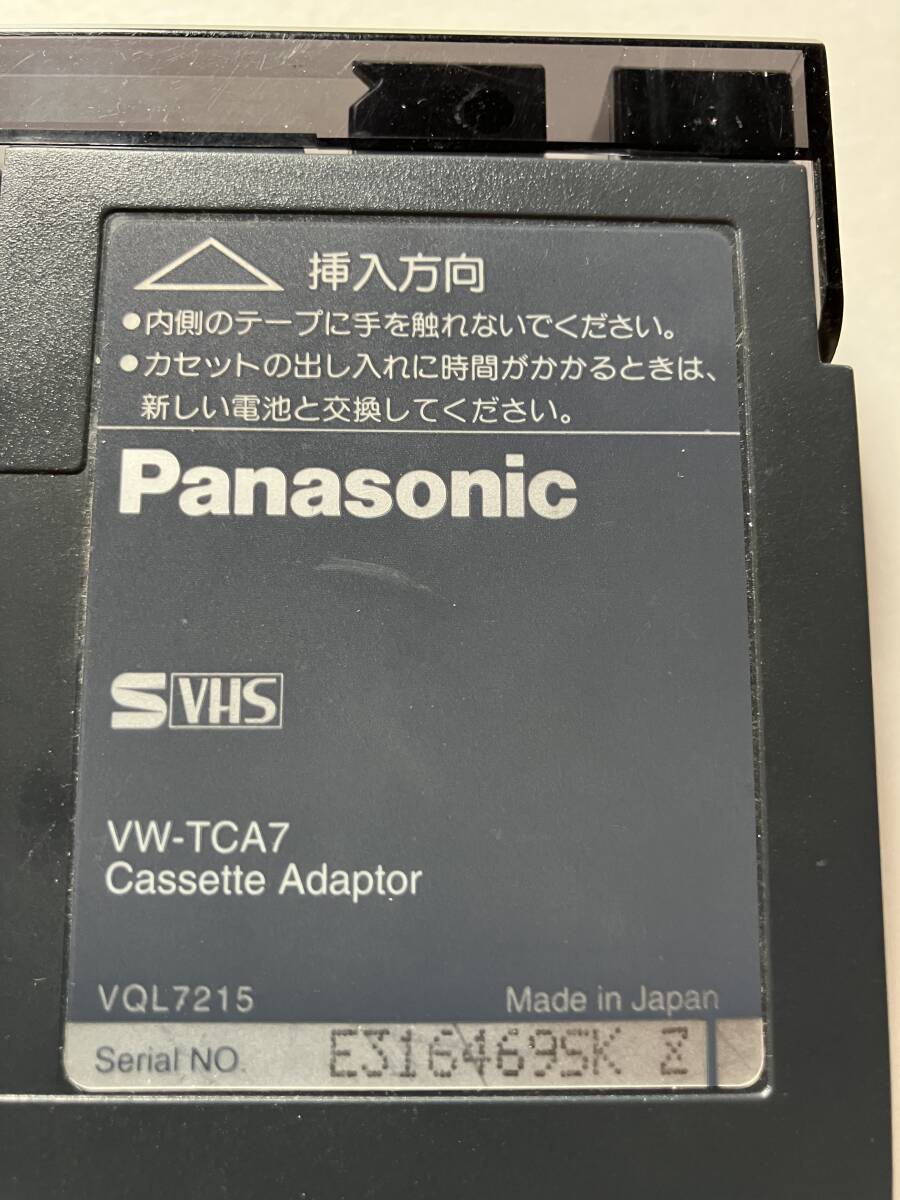 挿入方向
●内側のテープに手を触れないでください。
●カセットの出し入れに時間がかかるときは、
新しい電池と交換してください。
Panasonic
S VHS
VW-TCA7
Cassette Adaptor
VQL7215 Made in Japan
Serial NO. E3164695K Z